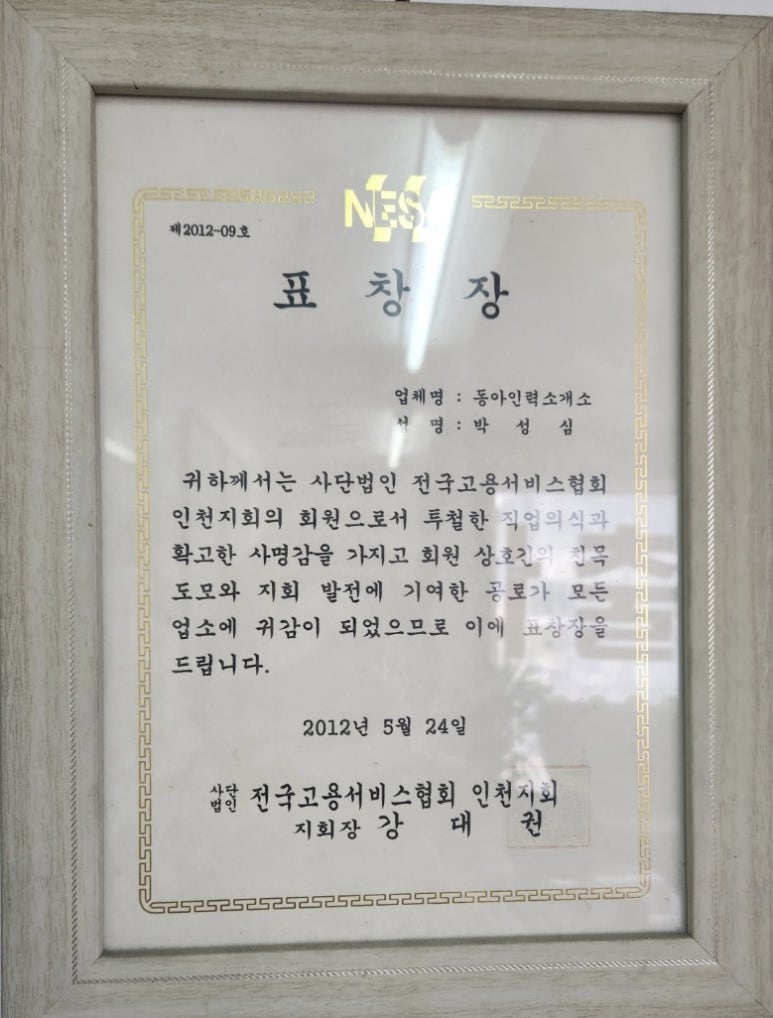 NESA
제2012-09호
표 창 장
업체명 : 동아인력소개소
성 명 : 박 성 심
귀하께서는 사단법인 전국고용서비스협회
인천지회의 회원으로서 투철한 직업의식과
확고한 사명감을 가지고 회원 상호간의 친목
도모와 지회 발전에 기여한 공로가 모든
업소에 귀감이 되었으므로 이에 표창장을
드립니다.
2012년 5월 24일
사단법인 전국고용서비스협회 인천지회
지회장 강 대 권